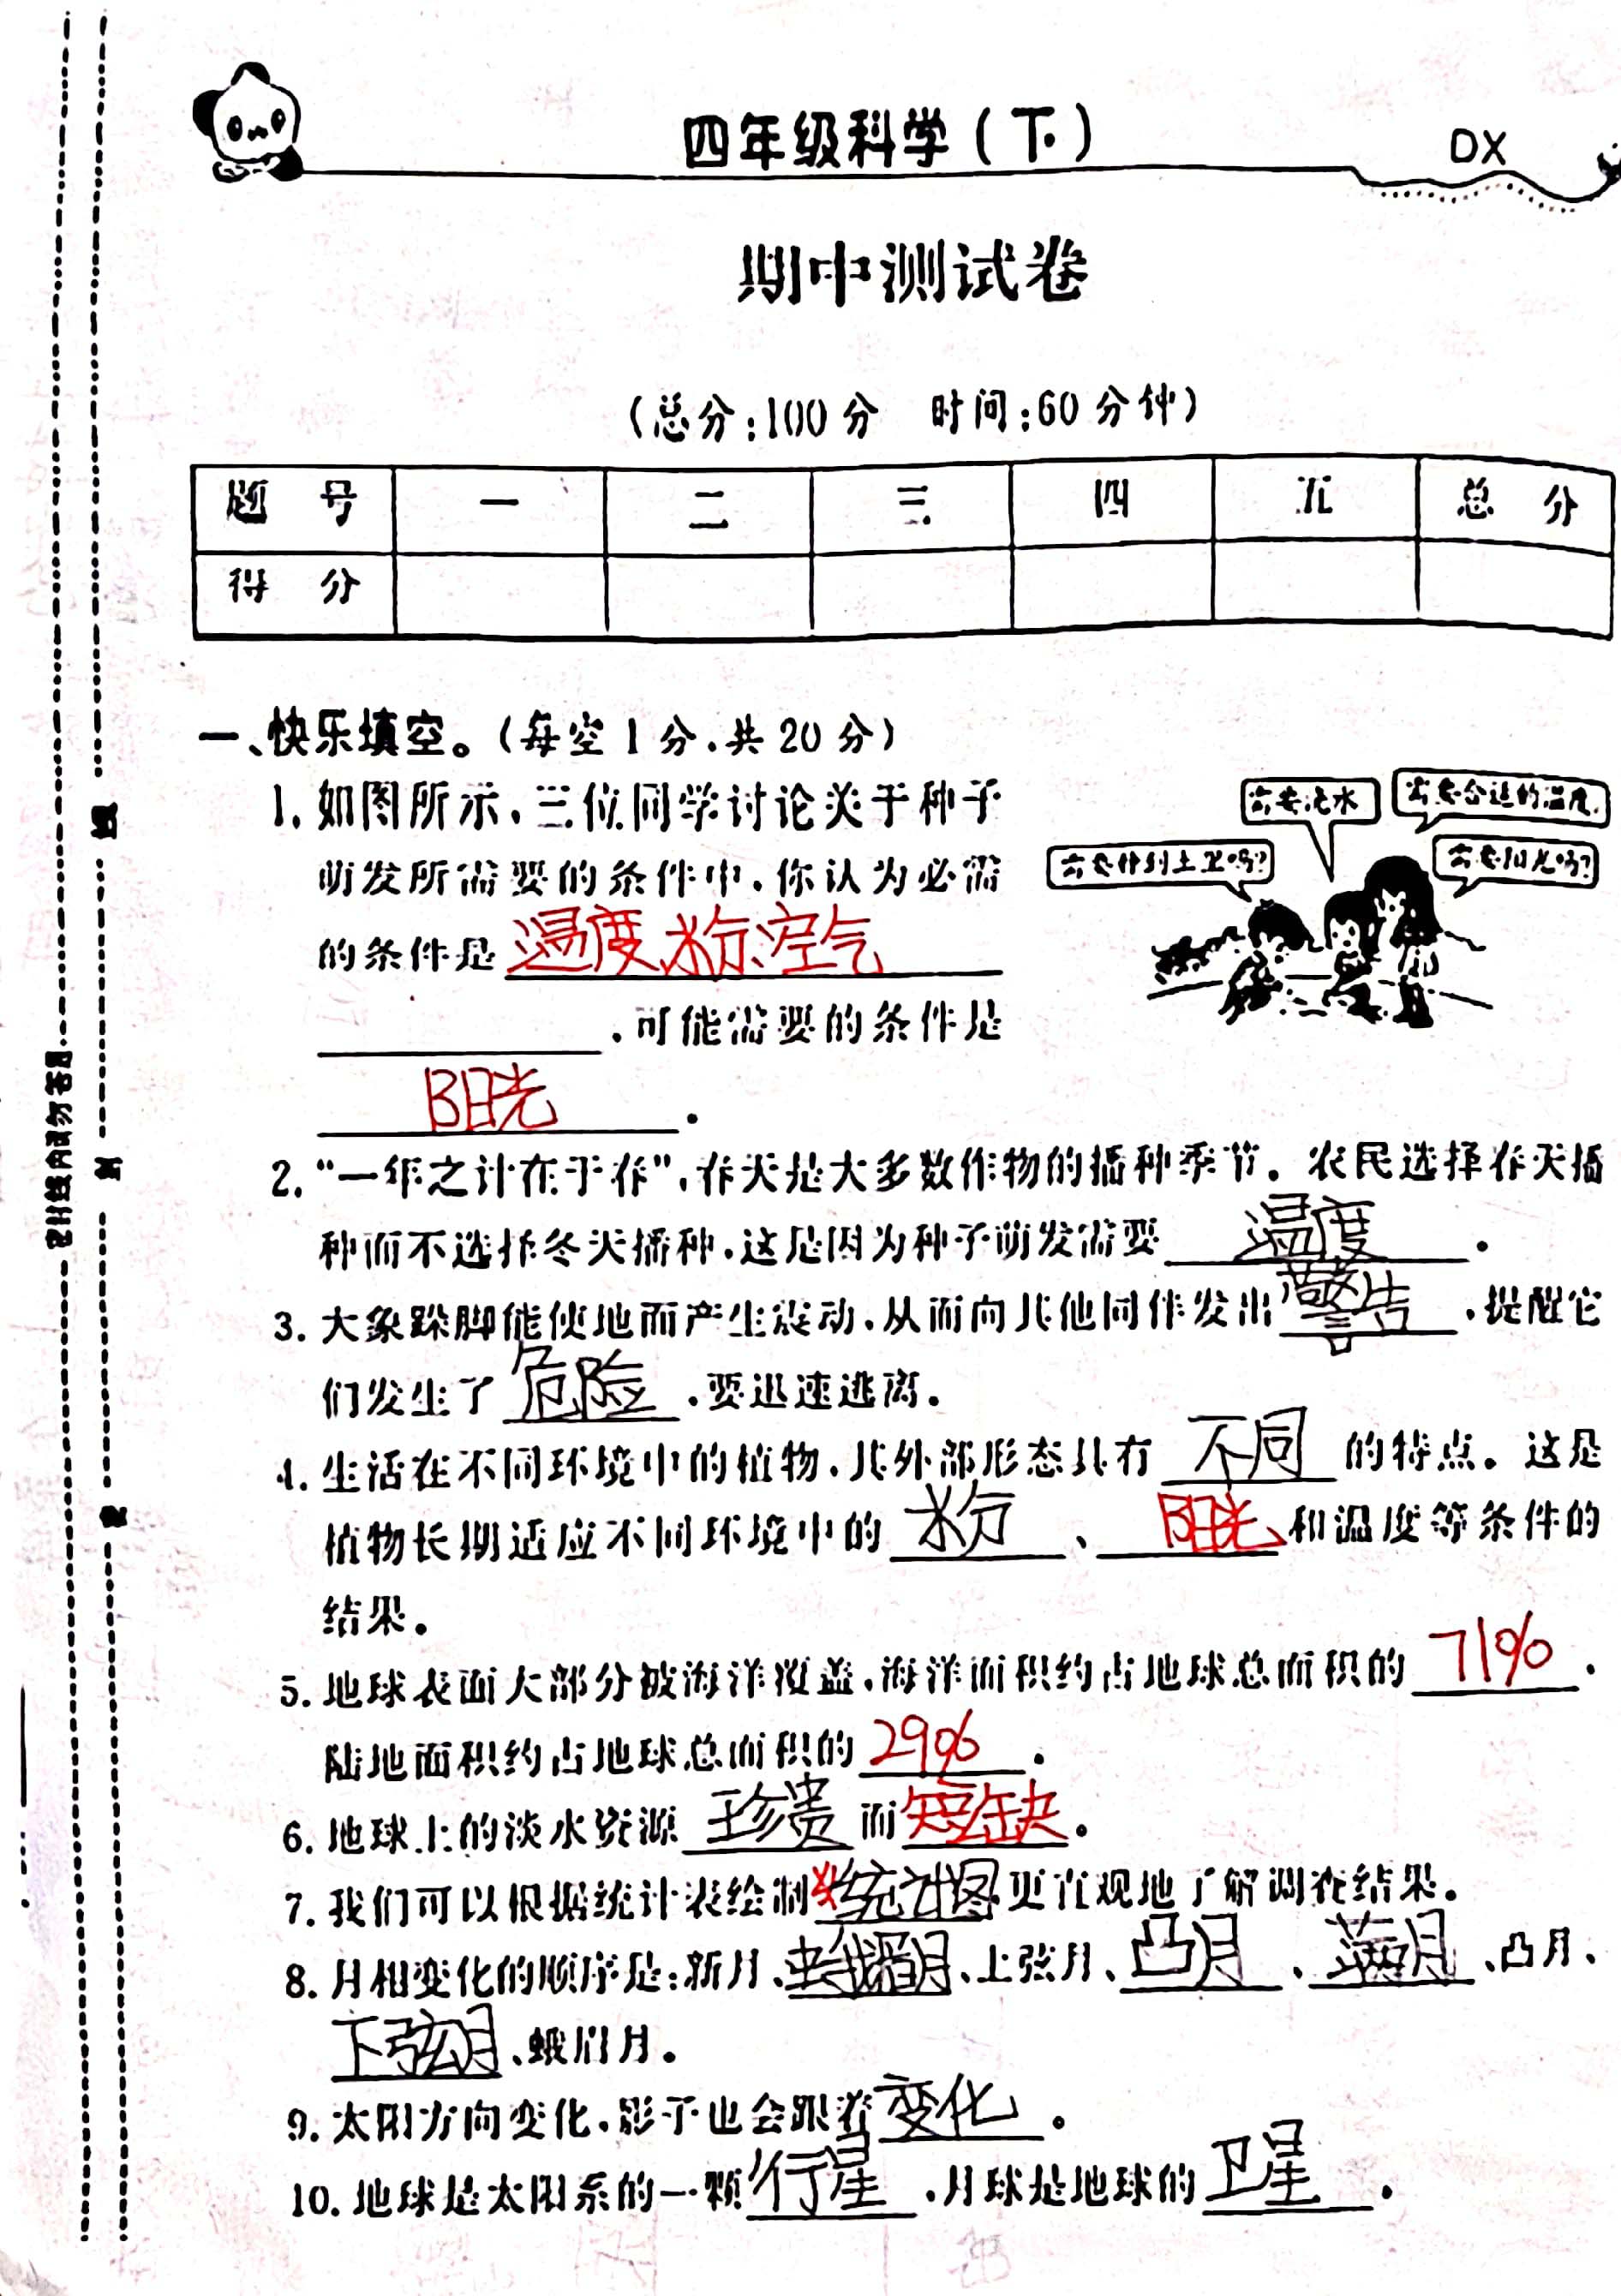 四年级科学(下)
DX
期中测试卷
(总分:100分 时间:60分钟)
题号 一 二 三 四 五 总分
得分
一、快乐填空。(每空1分,共20分)
1. 如图所示,三位同学讨论关于种子
萌发所需要的条件中,你认为必需
的条件是温度、水分、空气
,可能需要的条件是
阳光.
需要浇水
需要合适的温度.
需要种到土里吗?
需要阳光吗?
2. “一年之计在于春”,春天是大多数作物的播种季节。农民选择春天播
种而不选择冬天播种,这是因为种子萌发需要温度.
3. 大象跺脚能使地面产生震动,从而向其他同伴发出警告,提醒它
们发生了危险,要迅速逃离.
4. 生活在不同环境中的植物,其外部形态具有不同的特点。这是
植物长期适应不同环境中的水分、阳光和温度等条件的
结果。
5. 地球表面大部分被海洋覆盖,海洋面积约占地球总面积的71%.
陆地面积约占地球总面积的29%.
6. 地球上的淡水资源珍贵而短缺。
7. 我们可以根据统计表绘制统计图更直观地了解调查结果。
8. 月相变化的顺序是:新月、蛾眉月、上弦月、凸月、满月、凸月、
下弦月、蛾眉月。
9. 太阳方向变化,影子也会跟着变化。
10. 地球是太阳系的一颗行星,月球是地球的卫星.
密封线内请勿答题